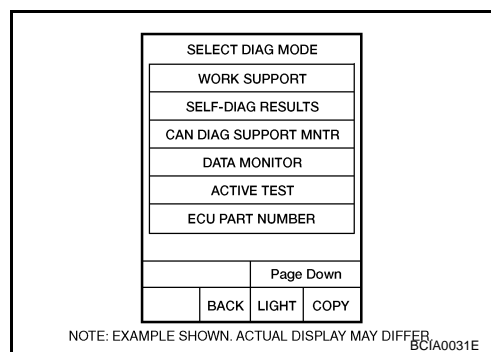 SELECT DIAG MODE
WORK SUPPORT
SELF-DIAG RESULTS
CAN DIAG SUPPORT MNTR
DATA MONITOR
ACTIVE TEST
ECU PART NUMBER
Page Down
BACK LIGHT COPY
NOTE: EXAMPLE SHOWN. ACTUAL DISPLAY MAY DIFFER.
BCIA0031E